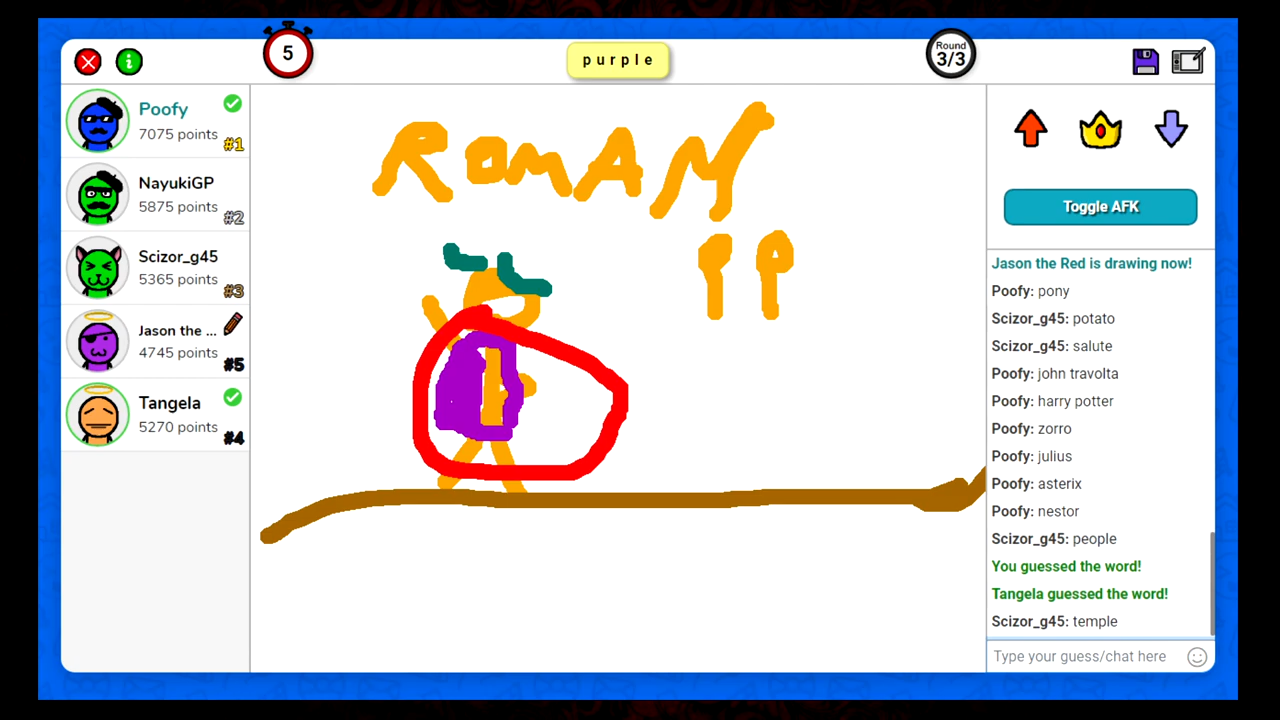 5
purple
Round
3/3
Poofy
7075 points
#1
NayukiGP
5875 points
#2
Scizor_g45
5365 points
#3
Jason the ...
4745 points
#5
Tangela
5270 points
#4
ROMAN
PP
Toggle AFK
Jason the Red is drawing now!
Poofy: pony
Scizor_g45: potato
Scizor_g45: salute
Poofy: john travolta
Poofy: harry potter
Poofy: zorro
Poofy: julius
Poofy: asterix
Poofy: nestor
Scizor_g45: people
You guessed the word!
Tangela guessed the word!
Scizor_g45: temple
Type your guess/chat here